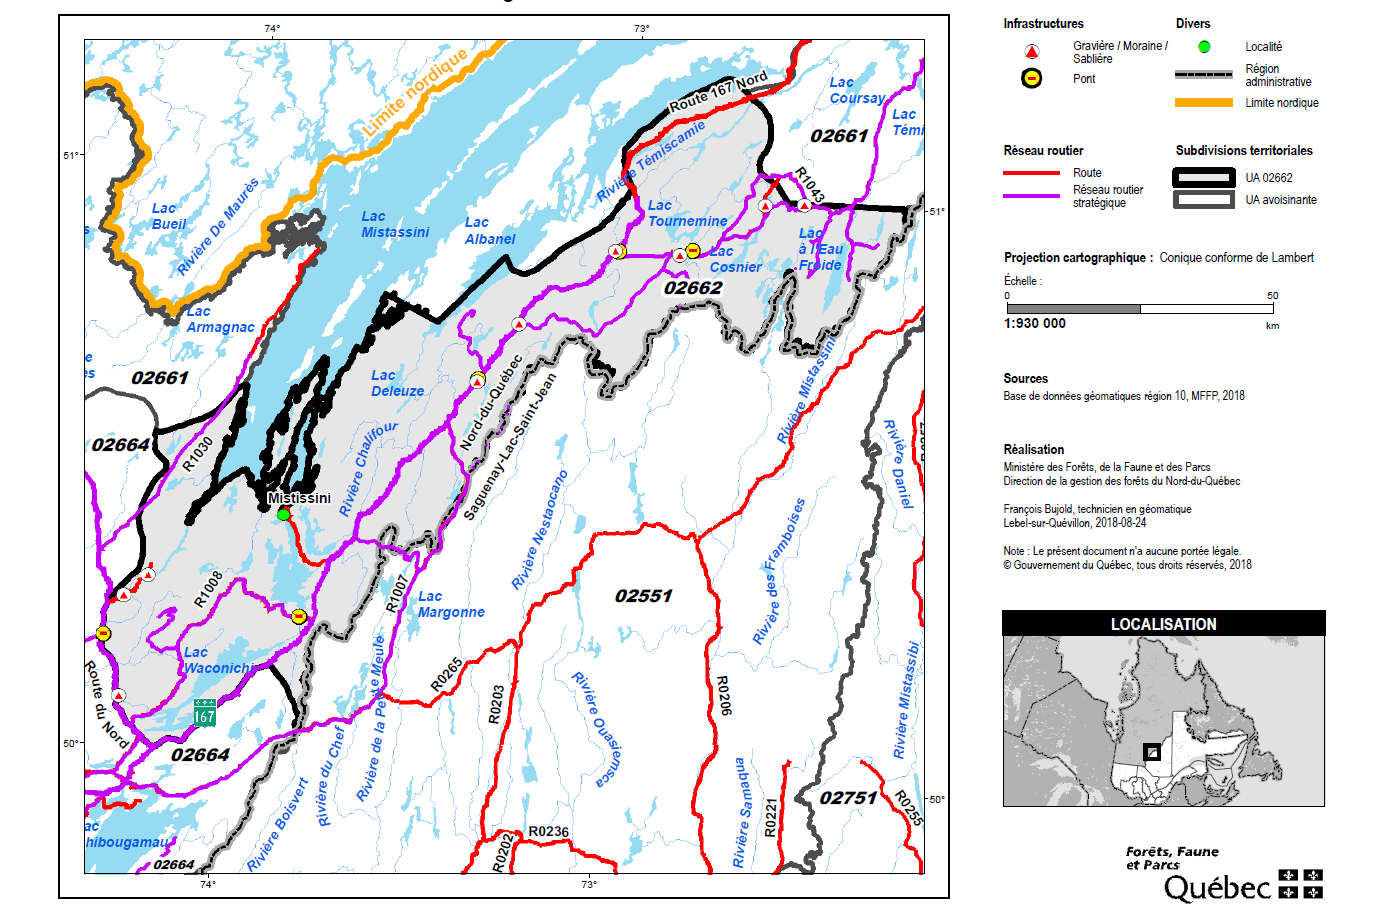 74°
73°
51°
50°
51°
50°
74°
73°
Limite nordique
Route 167 Nord
Lac
Coursay
Lac
Témi
02661
Rivière Témiscamie
R1043
Lac
Bueil
Rivière De Maurès
Lac
Mistassini
Lac
Albanel
Lac
Tournemine
Lac
Cosnier
Lac
à l'Eau
Froide
02662
Lac
Armagnac
02661
Lac
Deleuze
Nord-du-Québec
Saguenay-Lac-Saint-Jean
Rivière Mistassini
02664
R1030
Rivière Chalifour
Rivière Daniel
Mistissini
Rivière Nestaocano
Rivière des Framboises
R1008
R1007
Lac
Margonne
02551
Lac
Waconichi
Route du Nord
167
02664
R0265
R0203
R0206
Rivière de la Petite Meule
Rivière du Chef
Rivière Boisvert
Rivière Ouasiemsca
Rivière Mistassibi
Rivière Samaqua
R0221
02751
R0255
R0236
R0202
ac
hibougamau
02664
Infrastructures
Gravière / Moraine /
Sablière
Pont
Divers
Localité
Région
administrative
Limite nordique
Réseau routier
Route
Réseau routier
stratégique
Subdivisions territoriales
UA 02662
UA avoisinante
Projection cartographique : Conique conforme de Lambert
Échelle :
0 50
1:930 000 km
Sources
Base de données géomatiques région 10, MFFP, 2018
Réalisation
Ministère des Forêts, de la Faune et des Parcs
Direction de la gestion des forêts du Nord-du-Québec
François Bujold, technicien en géomatique
Lebel-sur-Quévillon, 2018-08-24
Note : Le présent document n'a aucune portée légale.
© Gouvernement du Québec, tous droits réservés, 2018
LOCALISATION
Forêts, Faune
et Parcs
Québec